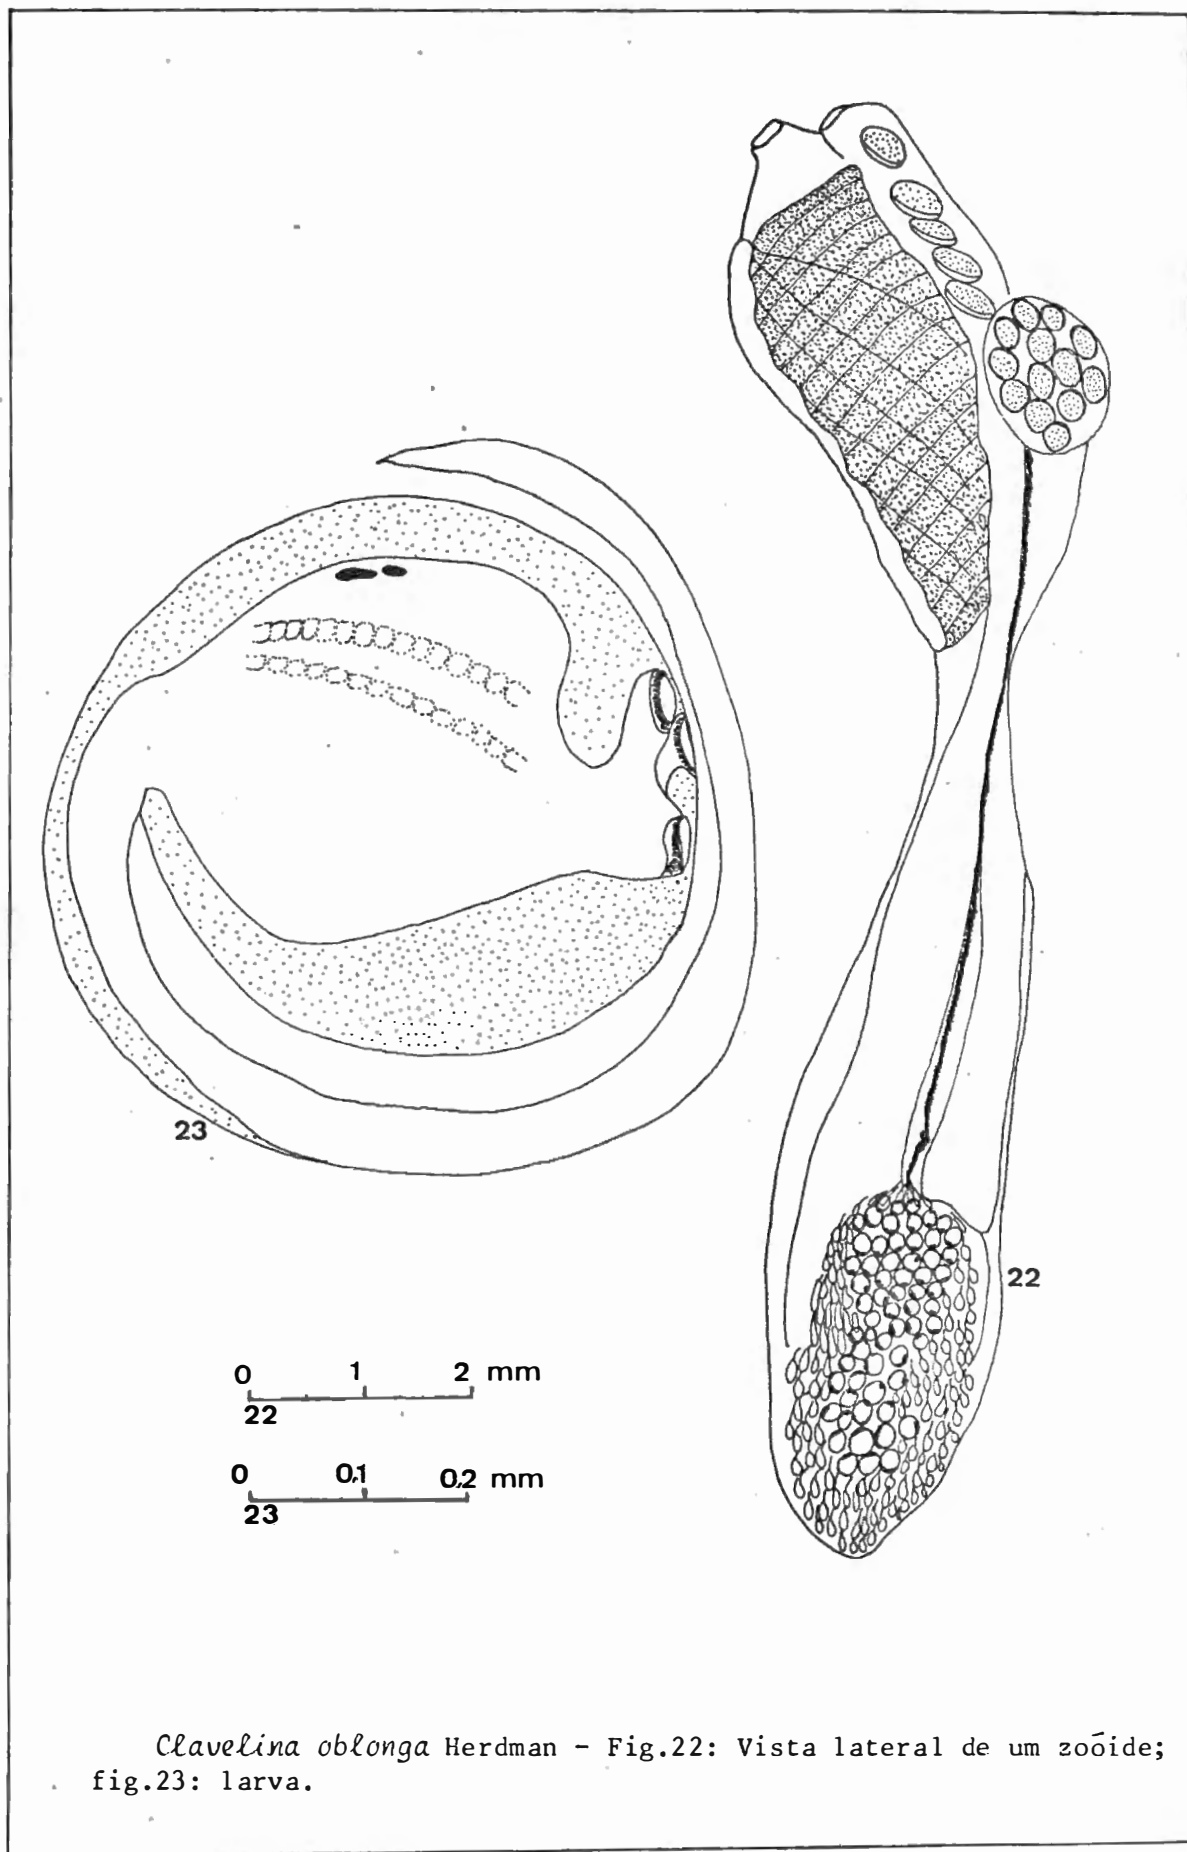 23
22
0 1 2 mm
22
0 0,1 0,2 mm
23
Clavelina oblonga Herdman - Fig.22: Vista lateral de um zoóide;
fig.23: larva.